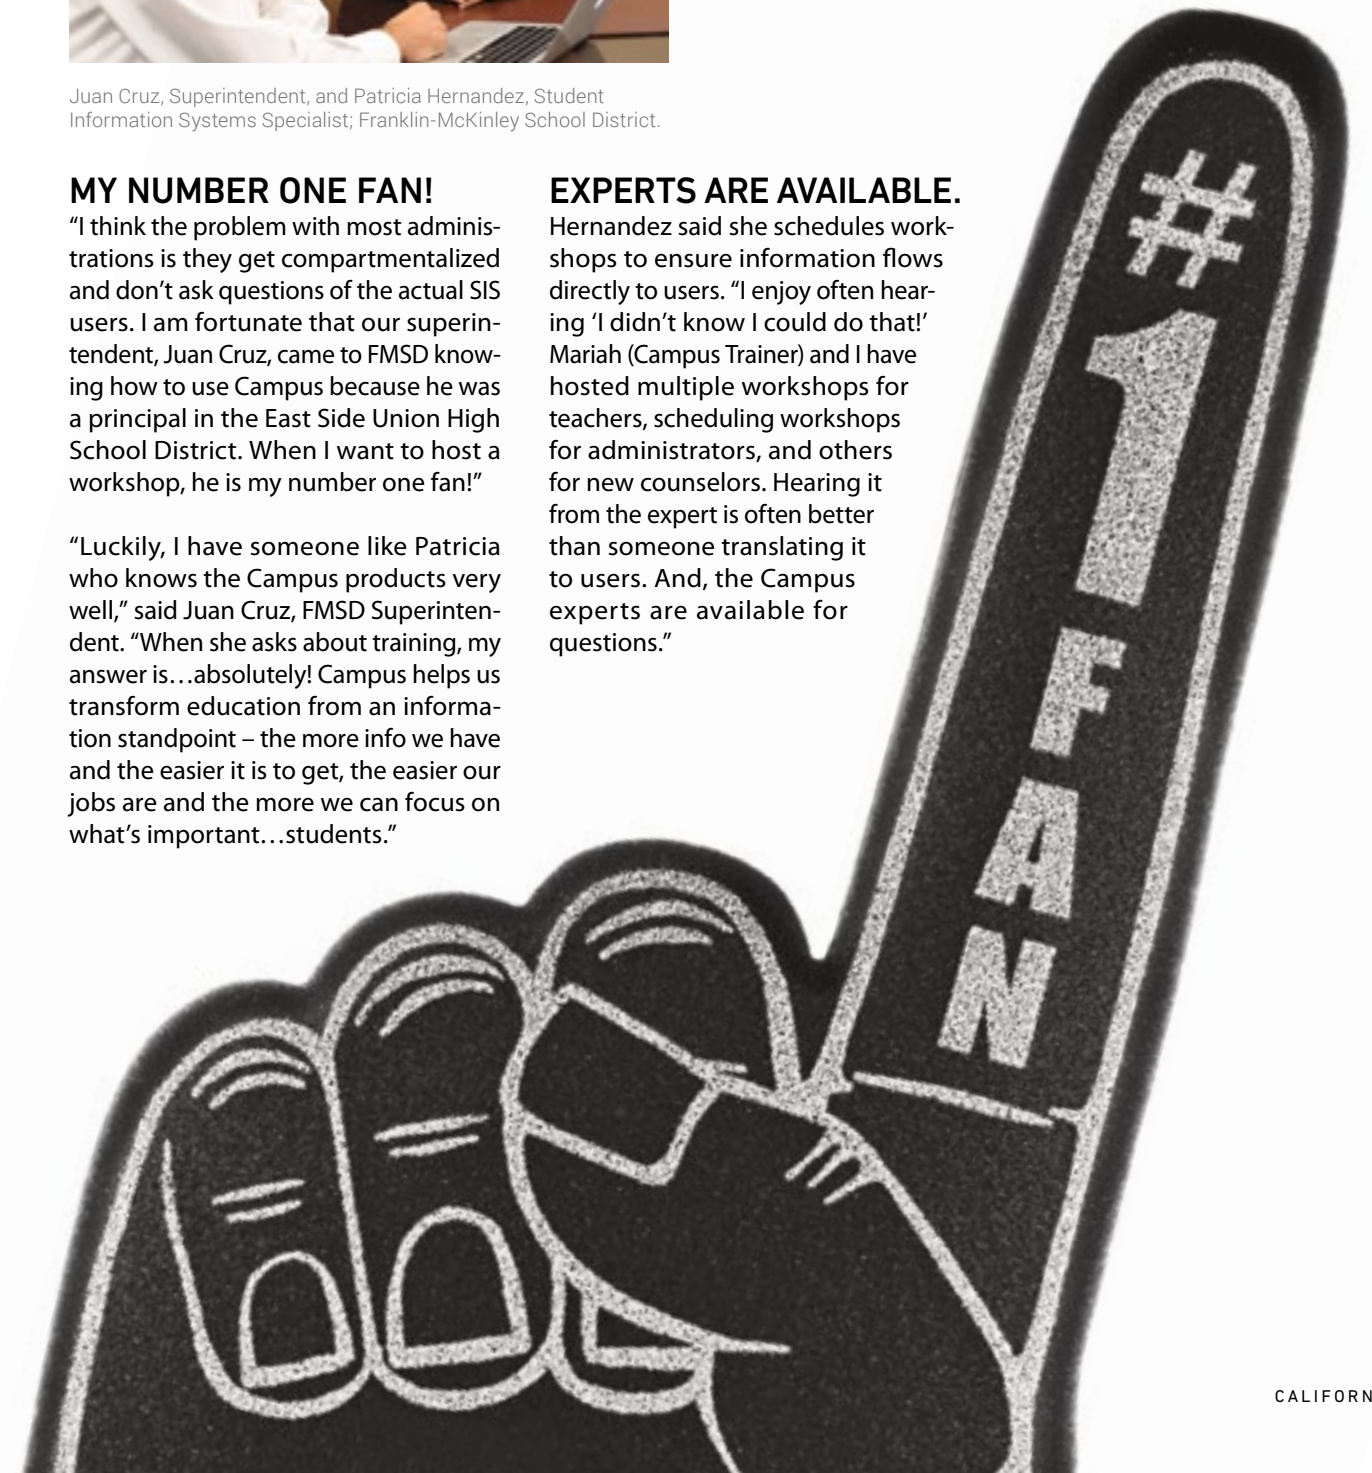 Juan Cruz, Superintendent, and Patricia Hernandez, Student
Information Systems Specialist; Franklin-McKinley School District.
MY NUMBER ONE FAN!
“I think the problem with most adminis-
trations is they get compartmentalized
and don’t ask questions of the actual SIS
users. I am fortunate that our superin-
tendent, Juan Cruz, came to FMSD know-
ing how to use Campus because he was
a principal in the East Side Union High
School District. When I want to host a
workshop, he is my number one fan!”
“Luckily, I have someone like Patricia
who knows the Campus products very
well,” said Juan Cruz, FMSD Superinten-
dent. “When she asks about training, my
answer is…absolutely! Campus helps us
transform education from an informa-
tion standpoint – the more info we have
and the easier it is to get, the easier our
jobs are and the more we can focus on
what’s important…students.”
EXPERTS ARE AVAILABLE.
Hernandez said she schedules work-
shops to ensure information flows
directly to users. “I enjoy often hear-
ing ‘I didn’t know I could do that!’
Mariah (Campus Trainer) and I have
hosted multiple workshops for
teachers, scheduling workshops
for administrators, and others
for new counselors. Hearing it
from the expert is often better
than someone translating it
to users. And, the Campus
experts are available for
questions.”
#
1
F
A
N
CALIFORN